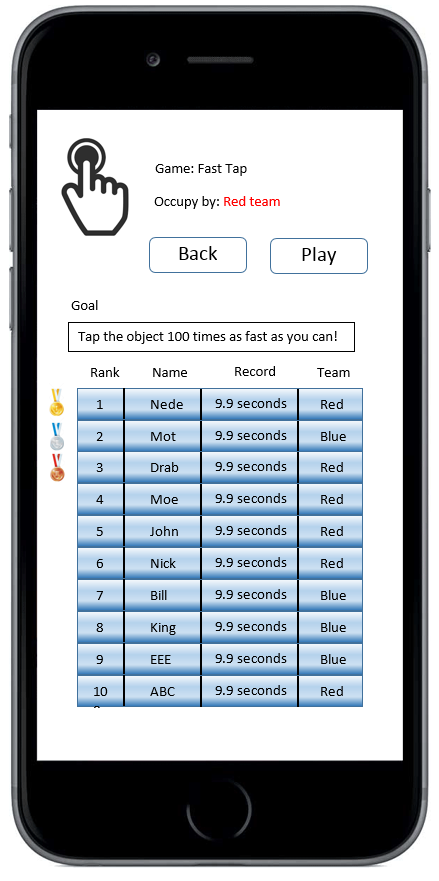 Game: Fast Tap
Occupy by: Red team
Back Play
Goal
Tap the object 100 times as fast as you can!
Rank Name Record Team
1 Nede 9.9 seconds Red
2 Mot 9.9 seconds Blue
3 Drab 9.9 seconds Red
4 Moe 9.9 seconds Red
5 John 9.9 seconds Red
6 Nick 9.9 seconds Red
7 Bill 9.9 seconds Blue
8 King 9.9 seconds Blue
9 EEE 9.9 seconds Blue
10 ABC 9.9 seconds Red